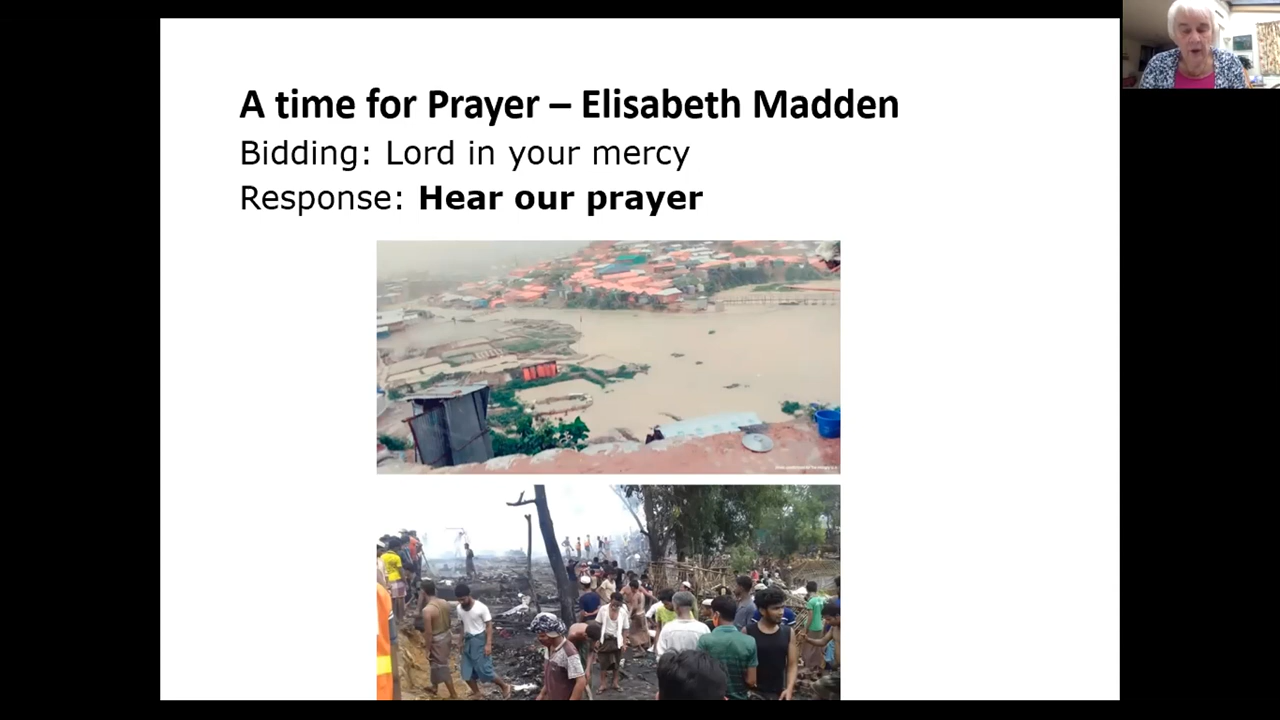 A time for Prayer – Elisabeth Madden
Bidding: Lord in your mercy
Response: Hear our prayer